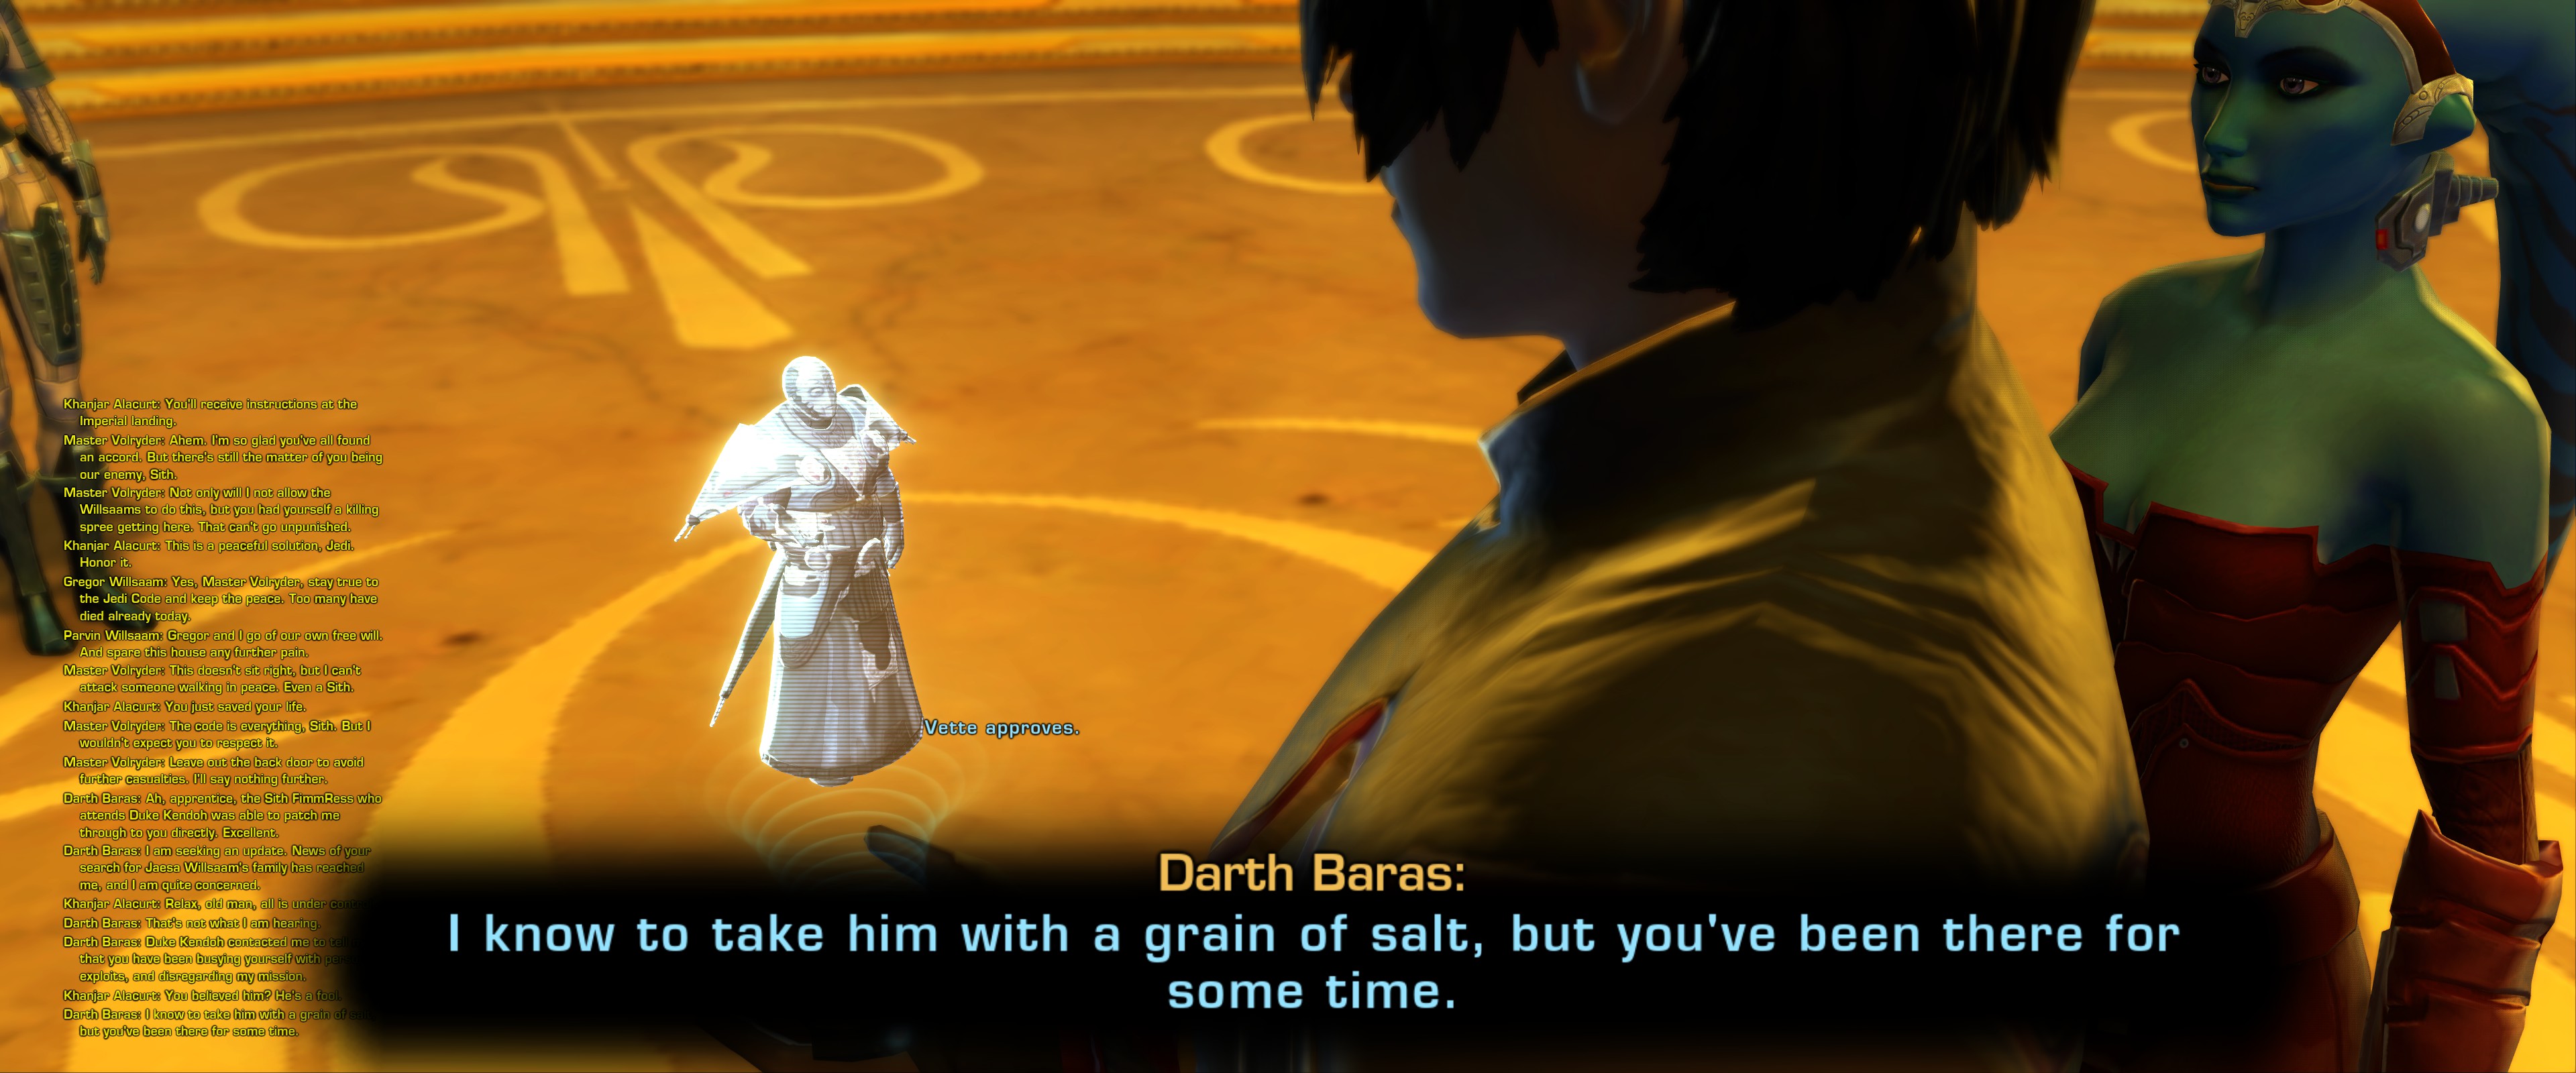 Khanjar Alacurt: You'll receive instructions at the
Imperial landing.
Master Volryder: Ahem. I'm so glad you've all found
an accord. But there's still the matter of you being
our enemy, Sith.
Master Volryder: Not only will I not allow the
Willsaams to do this, but you had yourself a killing
spree getting here. That can't go unpunished.
Khanjar Alacurt: This is a peaceful solution, Jedi.
Honor it.
Gregor Willsaam: Yes, Master Volryder, stay true to
the Jedi Code and keep the peace. Too many have
died already today.
Parvin Willsaam: Gregor and I go of our own free will.
And spare this house any further pain.
Master Volryder: This doesn't sit right, but I can't
attack someone walking in peace. Even a Sith.
Khanjar Alacurt: You just saved your life.
Master Volryder: The code is everything, Sith. But I
wouldn't expect you to respect it.
Master Volryder: Leave out the back door to avoid
further casualties. I'll say nothing further.
Darth Baras: Ah, apprentice, the Sith FimmRess who
attends Duke Kendoh was able to patch me
through to you directly. Excellent.
Darth Baras: I am seeking an update. News of your
search for Jaesa Willsaam's family has reached
me, and I am quite concerned.
Khanjar Alacurt: Relax, old man, all is under
Darth Baras: That's not what I am hearing.
Darth Baras: Duke Kendoh contacted me to
that you have been busying yourself with
exploits, and disregarding my mission.
Khanjar Alacurt: You believed him? He's a fool.
Darth Baras: I know to take him with a grain of
but you've been there for some time.
Vette approves.
Darth Baras:
I know to take him with a grain of salt, but you've been there for
some time.